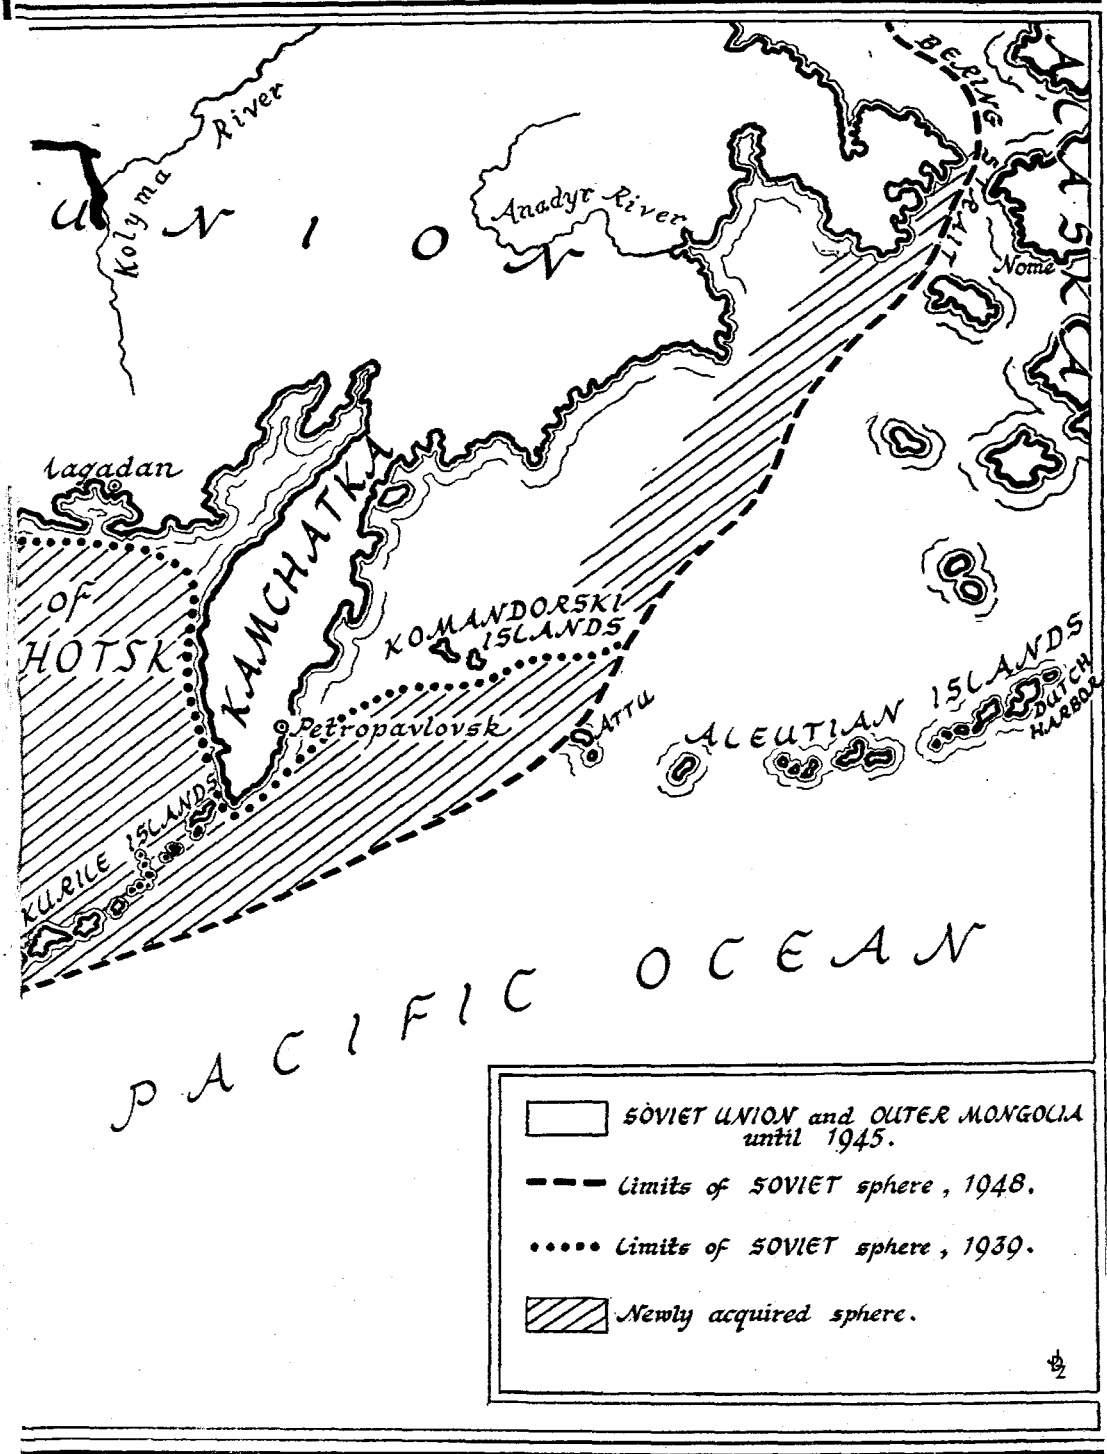 BERING
STRAIT
ALASKA
Kolyma
River
UNION
Anadyr River
Nome
agadan
of
HOTSK
KAMCHATKA
KOMANDORSKI
ISLANDS
Petropavlovsk
ATTU
ALEUTIAN ISLANDS
DUTCH
HARBOR
KURILE ISLANDS
PACIFIC OCEAN
SOVIET UNION and OUTER MONGOLIA
until 1945.
Limits of SOVIET sphere, 1948.
Limits of SOVIET sphere, 1939.
Newly acquired sphere.